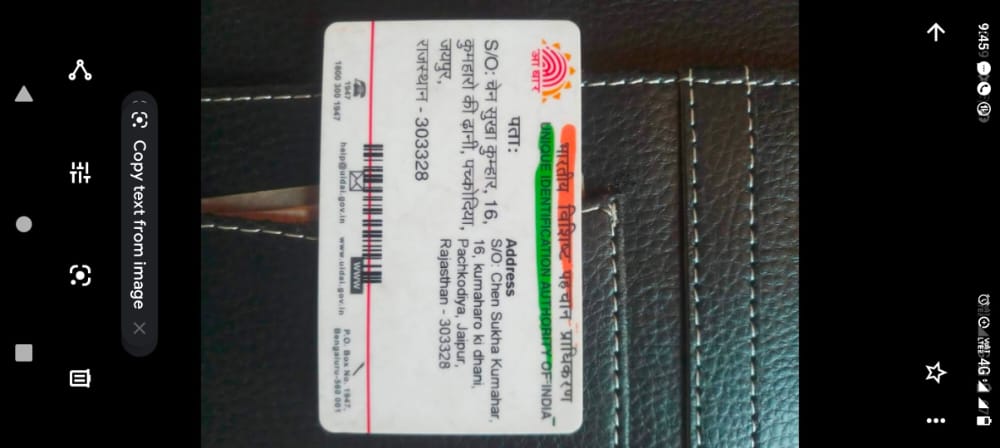 9:45
4G
आधार
भारतीय विशिष्ट पहचान प्राधिकरण
UNIQUE IDENTIFICATION AUTHORITY OF INDIA
पता:
S/O: चेन सुखा कुम्हार, 16,
कुमहारो की ढानी, पच्कोदिया,
जयपुर,
राजस्थान - 303328
Address
S/O: Chen Sukha Kumahar,
16, kumaharo ki dhani,
Pachkodiya, Jaipur,
Rajasthan - 303328
1947
1800 300 1947
help@uidai.gov.in
WWW
www.uidai.gov.in
P.O. Box No. 1947,
Bengaluru-560 001
Copy text from image